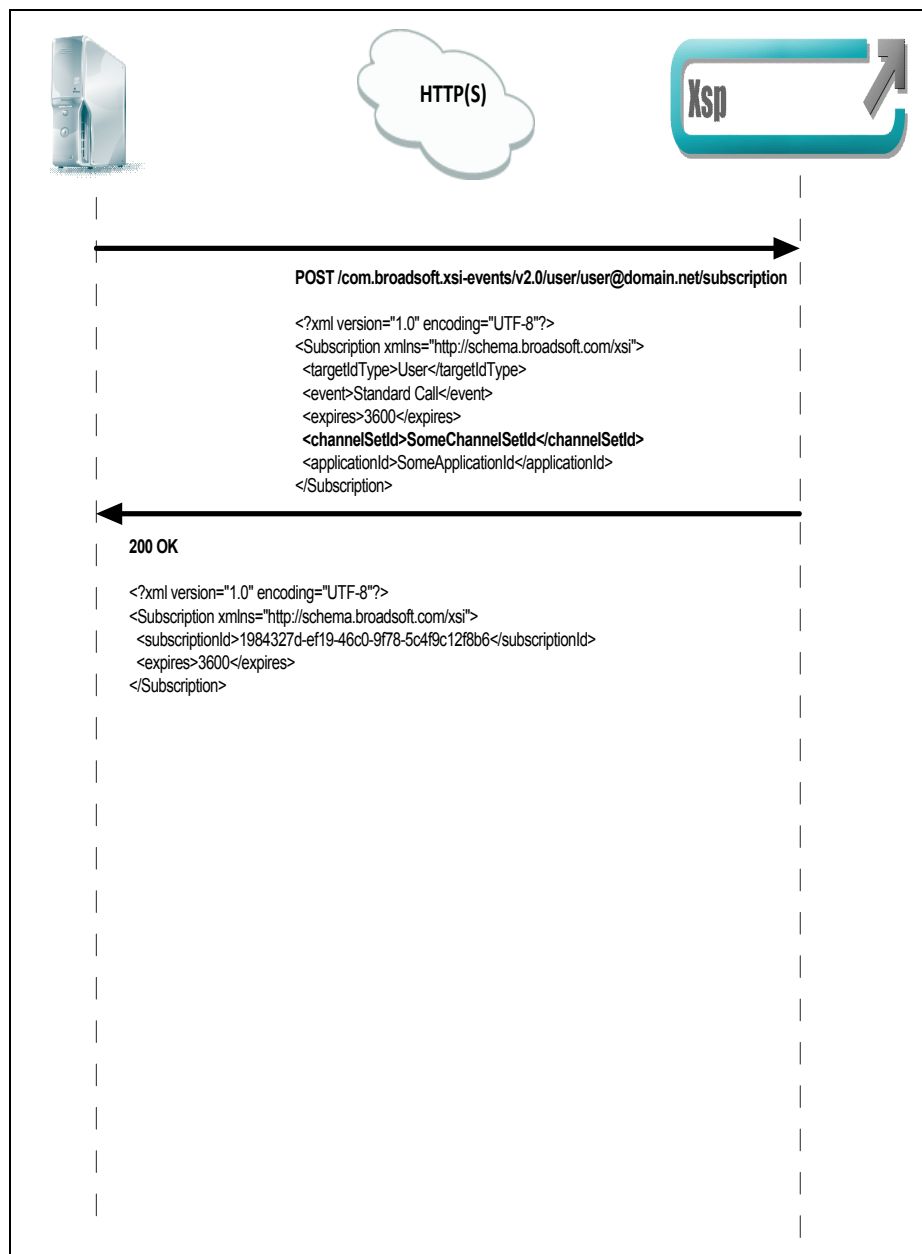 HTTP(S)
Xsp
POST /com.broadsoft.xsi-events/v2.0/user/user@domain.net/subscription
<?xml version="1.0" encoding="UTF-8"?>
<Subscription xmlns="http://schema.broadsoft.com/xsi">
<targetIdType>User</targetIdType>
<event>Standard Call</event>
<expires>3600</expires>
<channelSetId>SomeChannelSetId</channelSetId>
<applicationId>SomeApplicationId</applicationId>
</Subscription>
200 OK
<?xml version="1.0" encoding="UTF-8"?>
<Subscription xmlns="http://schema.broadsoft.com/xsi">
<subscriptionId>1984327d-ef19-46c0-9f78-5c4f9c12f8b6</subscriptionId>
<expires>3600</expires>
</Subscription>